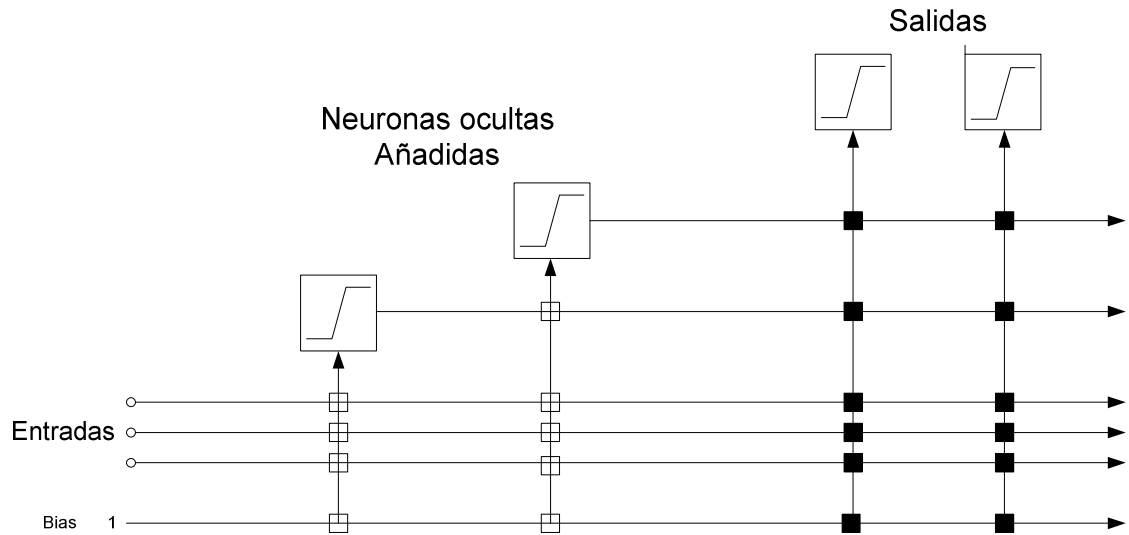 Salidas
Neuronas ocultas
Añadidas
Entradas
Bias 1